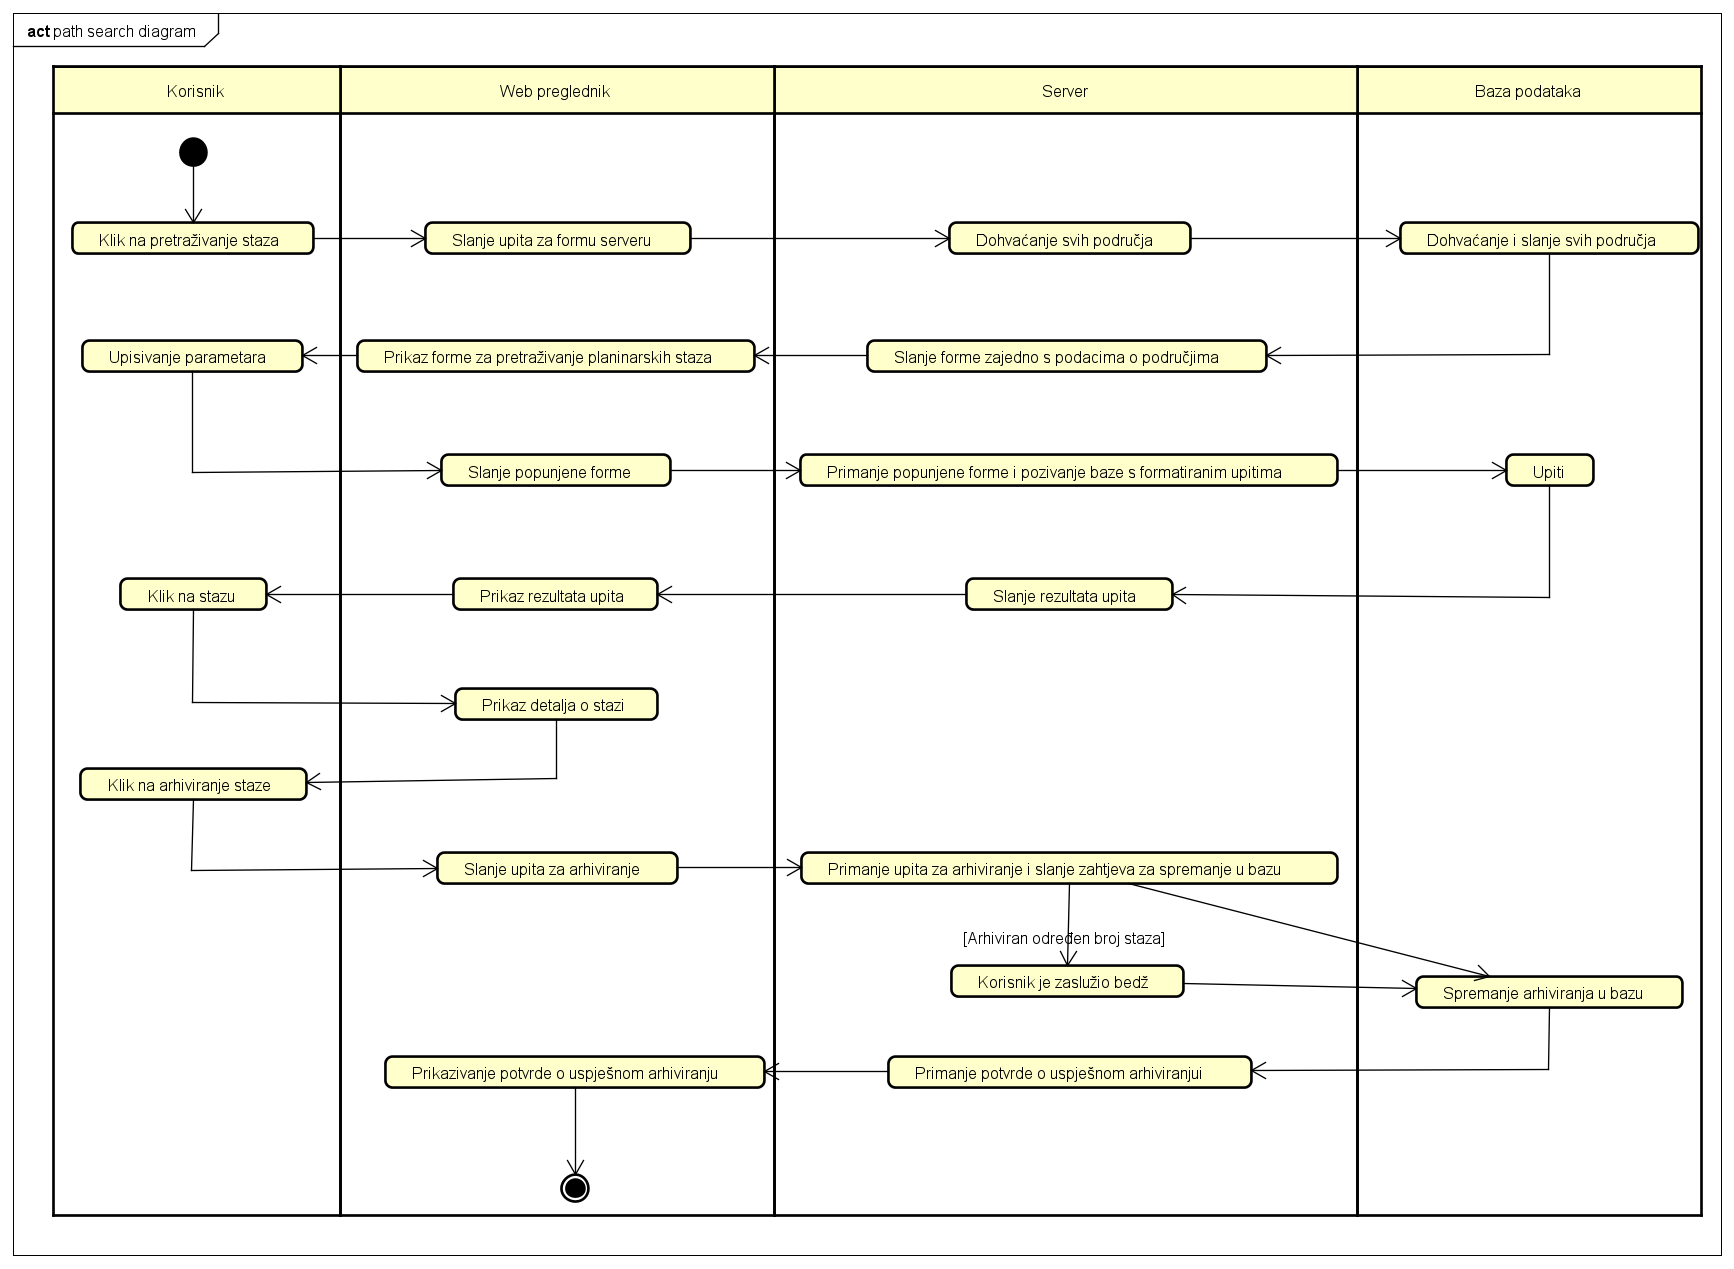 act path search diagram
Korisnik
Web preglednik
Server
Baza podataka
Klik na pretraživanje staza
Slanje upita za formu serveru
Dohvaćanje svih područja
Dohvaćanje i slanje svih područja
Upisivanje parametara
Prikaz forme za pretraživanje planinarskih staza
Slanje forme zajedno s podacima o područjima
Slanje popunjene forme
Primanje popunjene forme i pozivanje baze s formatiranim upitima
Upiti
Klik na stazu
Prikaz rezultata upita
Slanje rezultata upita
Prikaz detalja o stazi
Klik na arhiviranje staze
Slanje upita za arhiviranje
Primanje upita za arhiviranje i slanje zahtjeva za spremanje u bazu
[Arhiviran određen broj staza]
Korisnik je zaslužio bedž
Spremanje arhiviranja u bazu
Prikazivanje potvrde o uspješnom arhiviranju
Primanje potvrde o uspješnom arhiviranjui